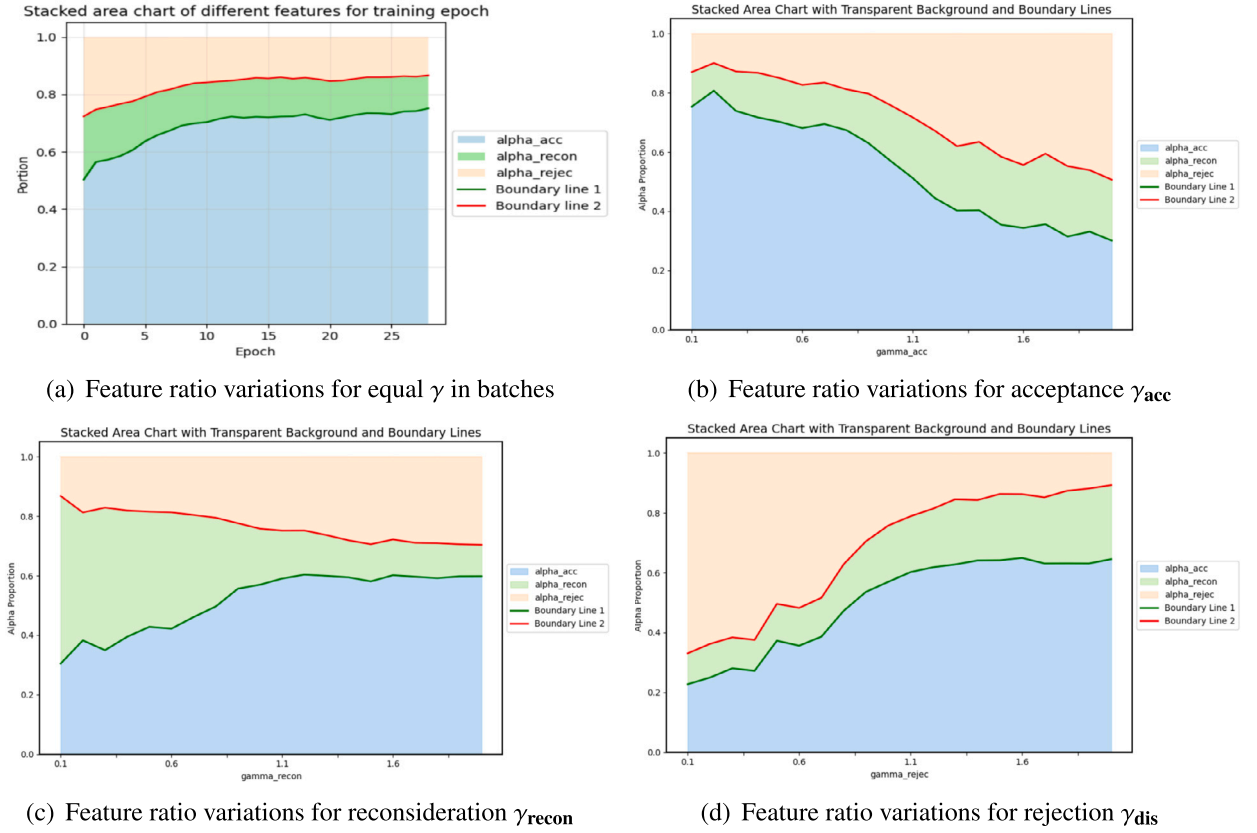 Stacked area chart of different features for training epoch
1.0
0.8
0.6
0.4
0.2
0.0
Portion
0 5 10 15 20 25
Epoch
alpha_acc
alpha_recon
alpha_rejec
Boundary line 1
Boundary line 2
(a) Feature ratio variations for equal γ in batches
Stacked Area Chart with Transparent Background and Boundary Lines
1.0
0.8
0.6
0.4
0.2
0.0
Alpha Proportion
0.1 0.6 1.1 1.6
gamma_acc
alpha_acc
alpha_recon
alpha_rejec
Boundary Line 1
Boundary Line 2
(b) Feature ratio variations for acceptance γacc
Stacked Area Chart with Transparent Background and Boundary Lines
1.0
0.8
0.6
0.4
0.2
0.0
Alpha Proportion
0.1 0.6 1.1 1.6
gamma_recon
alpha_acc
alpha_recon
alpha_rejec
Boundary Line 1
Boundary Line 2
(c) Feature ratio variations for reconsideration γrecon
Stacked Area Chart with Transparent Background and Boundary Lines
1.0
0.8
0.6
0.4
0.2
0.0
Alpha Proportion
0.1 0.6 1.1 1.6
gamma_rejec
alpha_acc
alpha_recon
alpha_rejec
Boundary Line 1
Boundary Line 2
(d) Feature ratio variations for rejection γdis